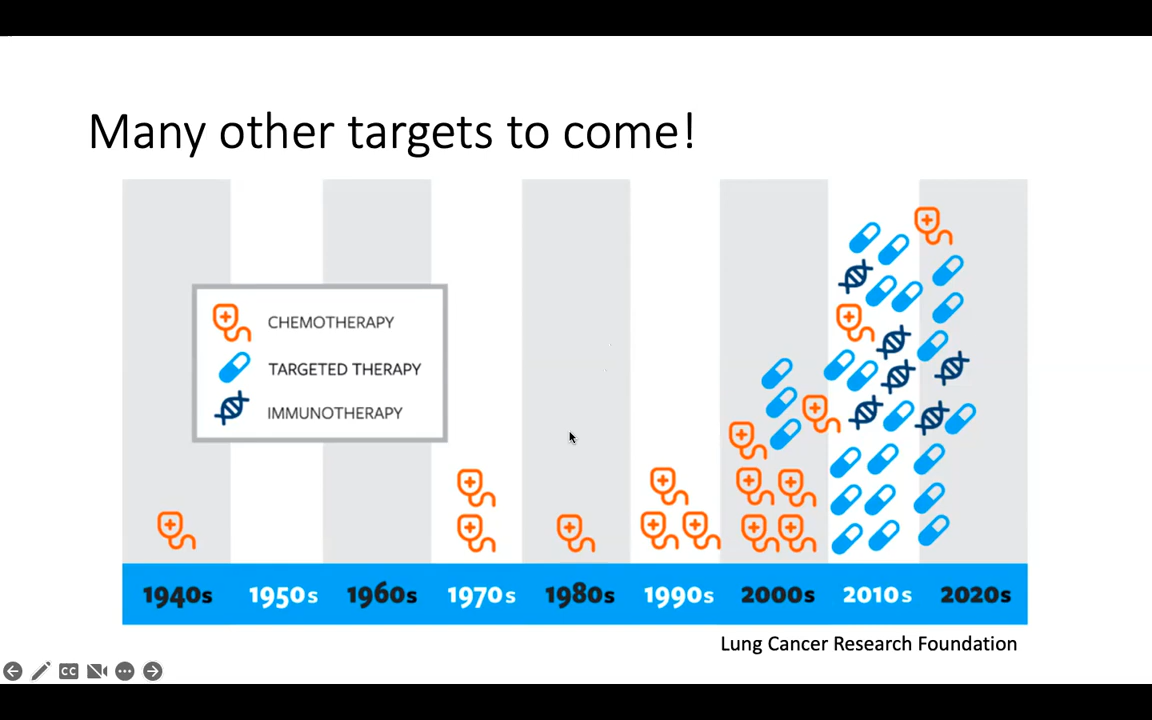 Many other targets to come!
CHEMOTHERAPY
TARGETED THERAPY
IMMUNOTHERAPY
1940s 1950s 1960s 1970s 1980s 1990s 2000s 2010s 2020s
Lung Cancer Research Foundation
CC